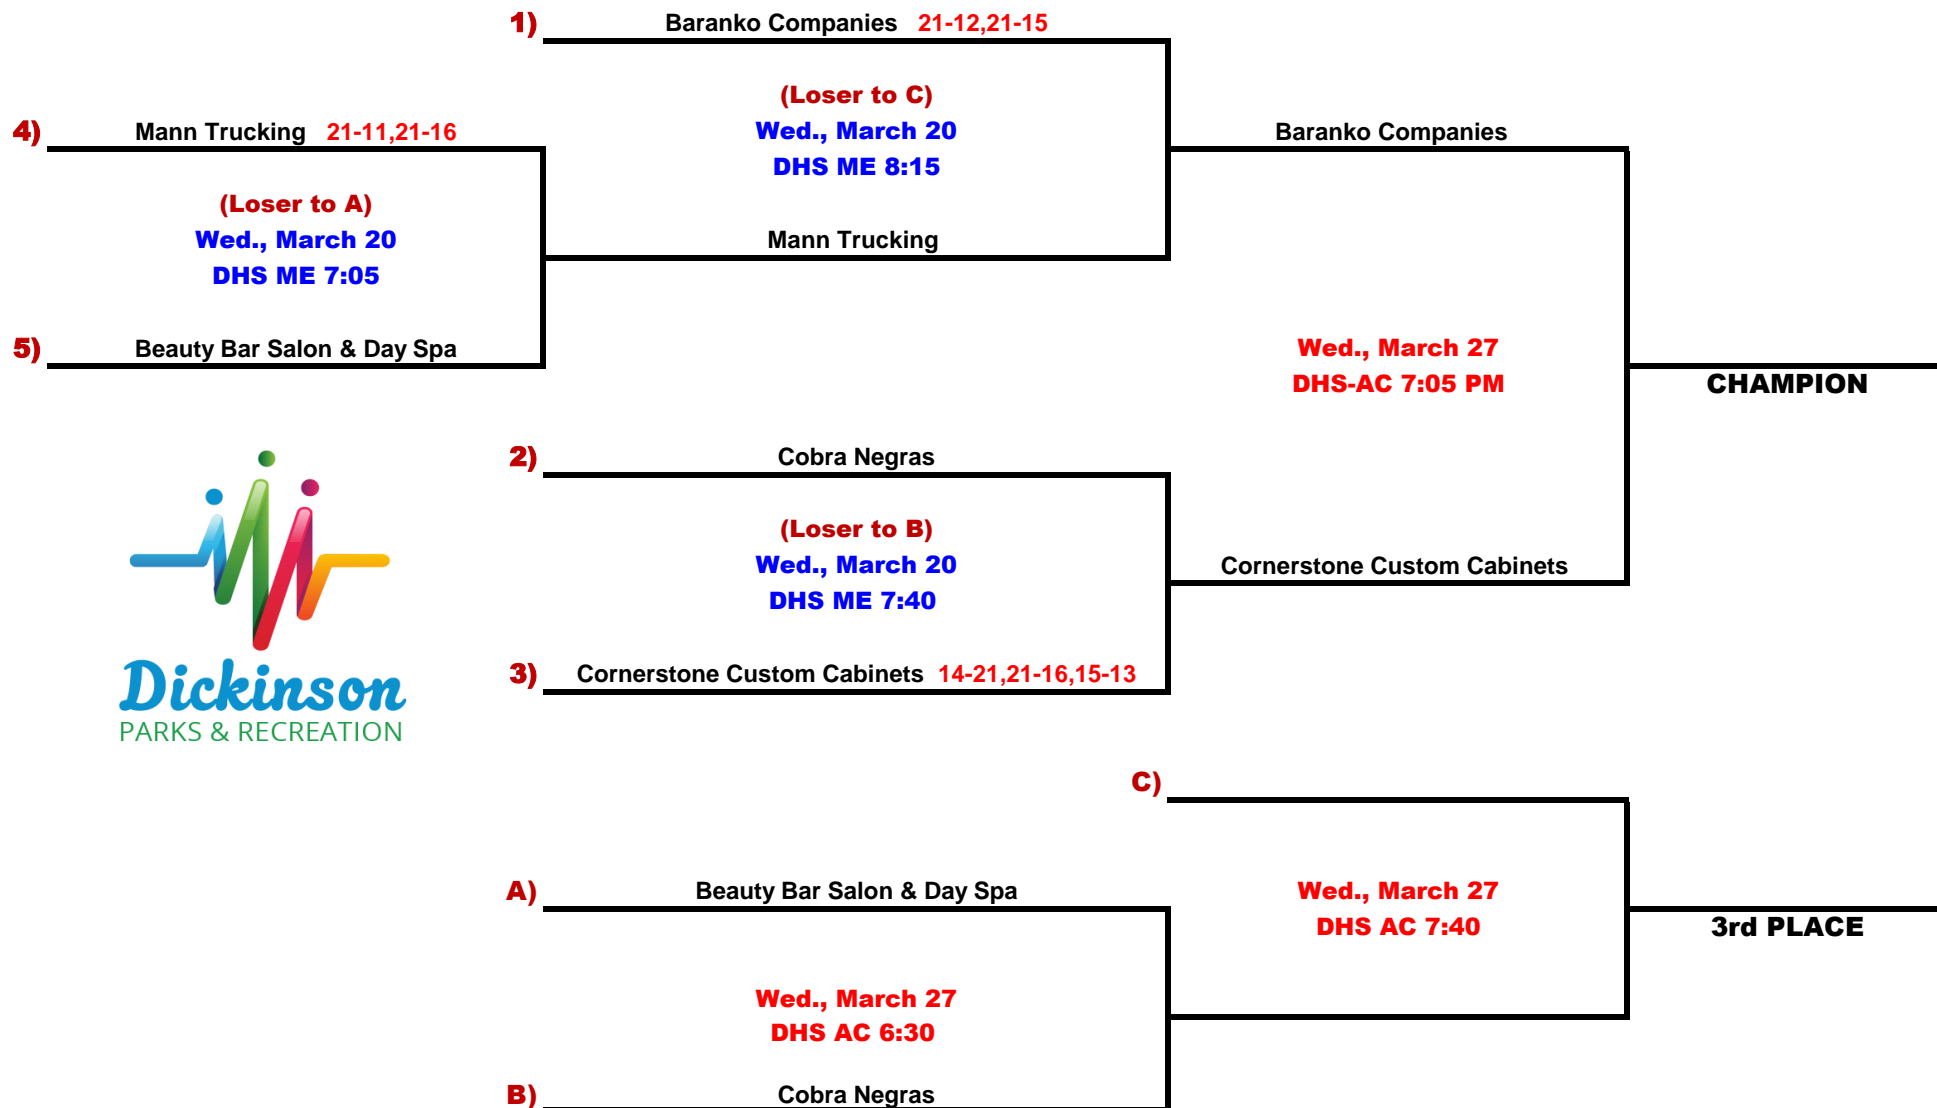 1) Baranko Companies 21-12,21-15
(Loser to C)
4) Mann Trucking 21-11,21-16
Wed., March 20
Baranko Companies
DHS ME 8:15
(Loser to A)
Wed., March 20
Mann Trucking
DHS ME 7:05
5) Beauty Bar Salon & Day Spa
Wed., March 27
DHS-AC 7:05 PM
CHAMPION
2) Cobra Negras
(Loser to B)
Wed., March 20
Cornerstone Custom Cabinets
DHS ME 7:40
3) Cornerstone Custom Cabinets 14-21,21-16,15-13
Dickinson
PARKS & RECREATION
C)
A) Beauty Bar Salon & Day Spa
Wed., March 27
DHS AC 7:40
3rd PLACE
Wed., March 27
DHS AC 6:30
B) Cobra Negras